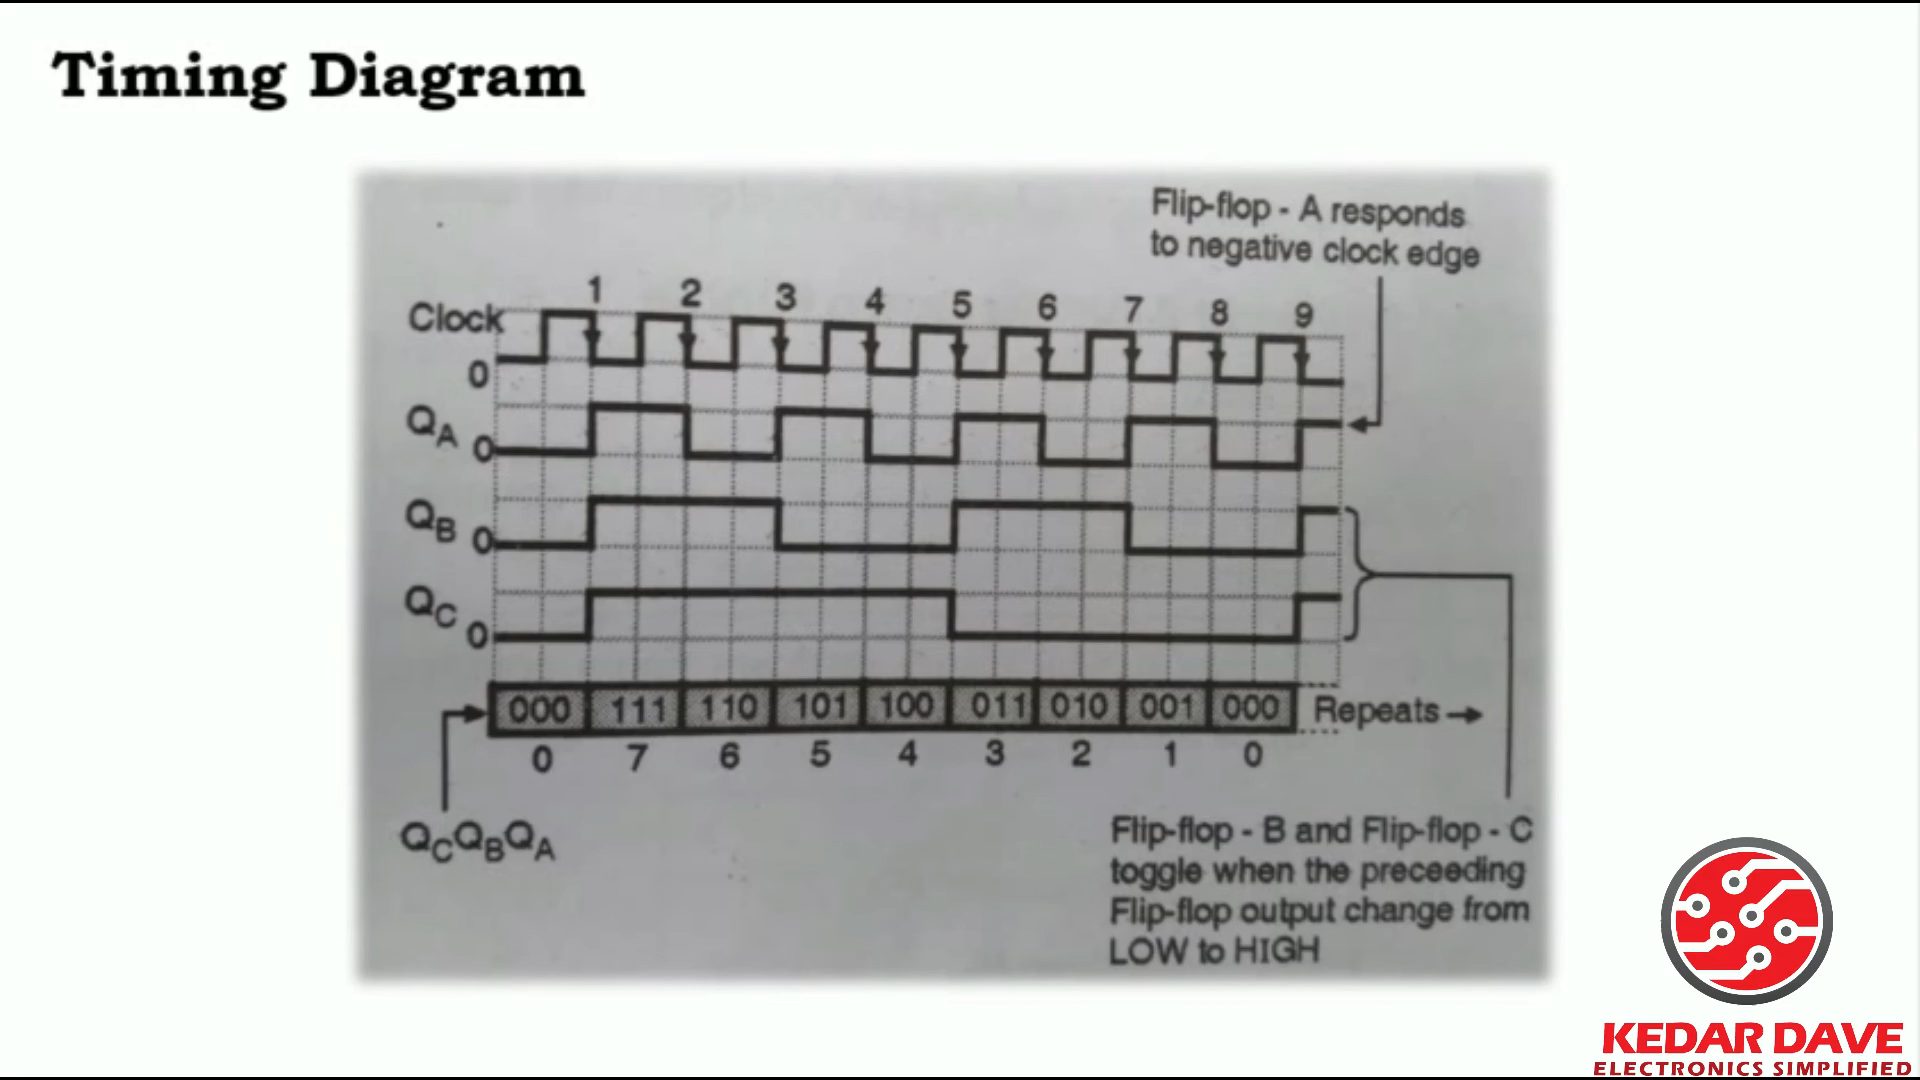 Timing Diagram
Flip-flop - A responds
to negative clock edge
1 2 3 4 5 6 7 8 9
Clock
0
QA 0
QB 0
QC 0
000 111 110 101 100 011 010 001 000 Repeats
0 7 6 5 4 3 2 1 0
QCQBQA
Flip-flop - B and Flip-flop - C
toggle when the preceeding
Flip-flop output change from
LOW to HIGH
KEDAR DAVE
ELECTRONICS SIMPLIFIED